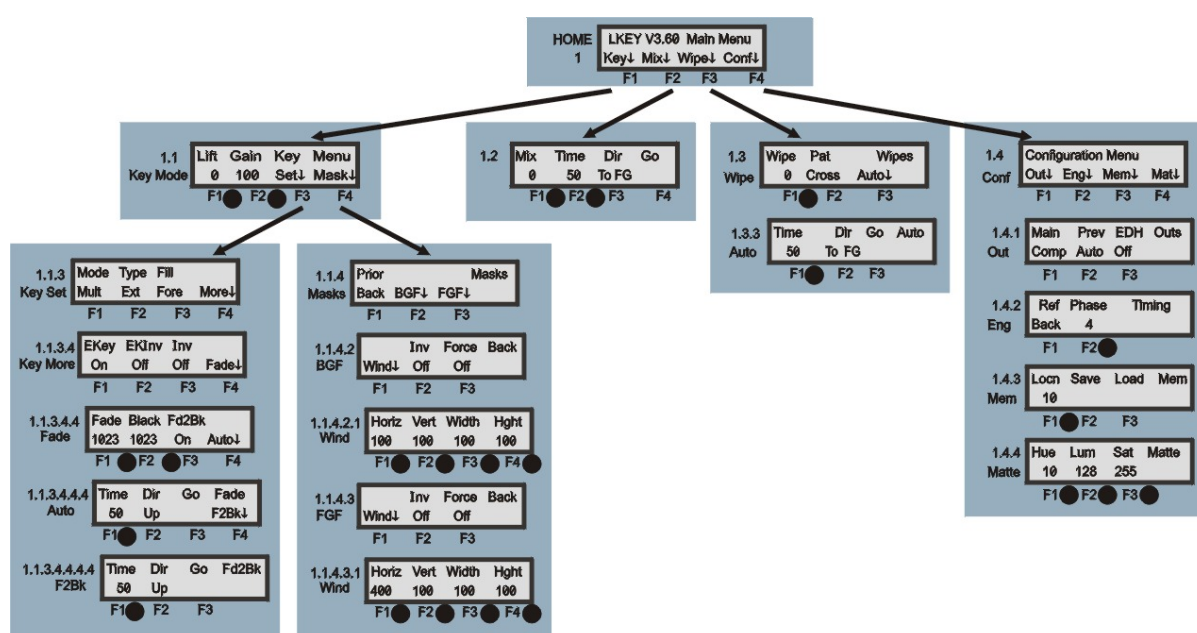 HOME
1
LKEY V3.60 Main Menu
Key↓ Mix↓ Wipe↓ Conf↓
F1 F2 F3 F4
1.1
Key Mode
Lift Gain Key Menu
0 100 Set↓ Mask↓
F1 F2 F3 F4
1.2
Mix Time Dir Go
0 50 To FG
F1 F2 F3
1.3
Wipe
Wipe Pat Wipes
0 Cross Auto↓
F1 F2 F3
1.3.3
Auto
Time Dir Go Auto
50 To FG
F1 F2 F3
1.4
Conf
Configuration Menu
Out↓ Eng↓ Mem↓ Mat↓
F1 F2 F3 F4
1.4.1
Out
Main Prev EDH Outs
Comp Auto Off
F1 F2 F3
1.4.2
Eng
Ref Phase Timing
Back 4
F1 F2
1.4.3
Mem
Locn Save Load Mem
10
F1 F2 F3
1.4.4
Matte
Hue Lum Sat Matte
10 128 255
F1 F2 F3
1.1.3
Key Set
Mode Type Fill
Mult Ext Fore More↓
F1 F2 F3 F4
1.1.3.4
Key More
EKey EKInv Inv
On Off Off Fade↓
F1 F2 F3 F4
1.1.3.4.4
Fade
Fade Black Fd2Bk
1023 1023 On Auto↓
F1 F2 F3 F4
1.1.3.4.4.4
Auto
Time Dir Go Fade
50 Up F2Bk↓
F1 F2 F3 F4
1.1.3.4.4.4.4
F2Bk
Time Dir Go Fd2Bk
50 Up
F1 F2 F3
1.1.4
Masks
Prior Masks
Back BGF↓ FGF↓
F1 F2 F3
1.1.4.2
BGF
Inv Force Back
Wind↓ Off Off
F1 F2 F3
1.1.4.2.1
Wind
Horiz Vert Width Hght
100 100 100 100
F1 F2 F3 F4
1.1.4.3
FGF
Inv Force Back
Wind↓ Off Off
F1 F2 F3
1.1.4.3.1
Wind
Horiz Vert Width Hght
400 100 100 100
F1 F2 F3 F4